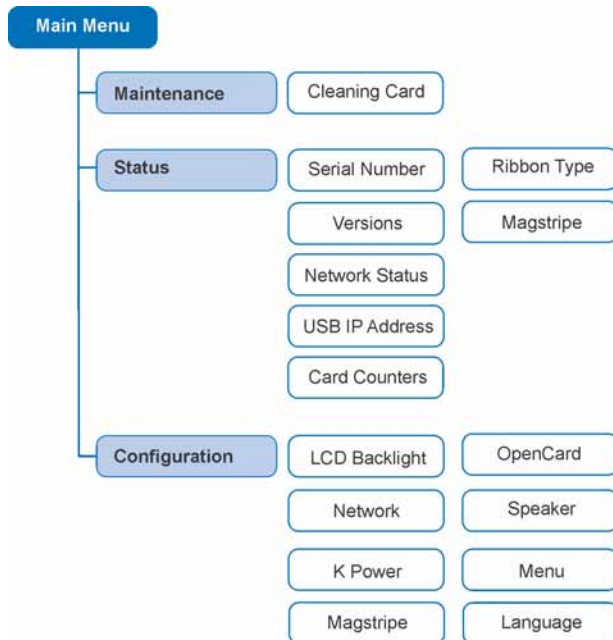 Main Menu
Maintenance
Cleaning Card
Status
Serial Number
Ribbon Type
Versions
Magstripe
Network Status
USB IP Address
Card Counters
Configuration
LCD Backlight
OpenCard
Network
Speaker
K Power
Menu
Magstripe
Language